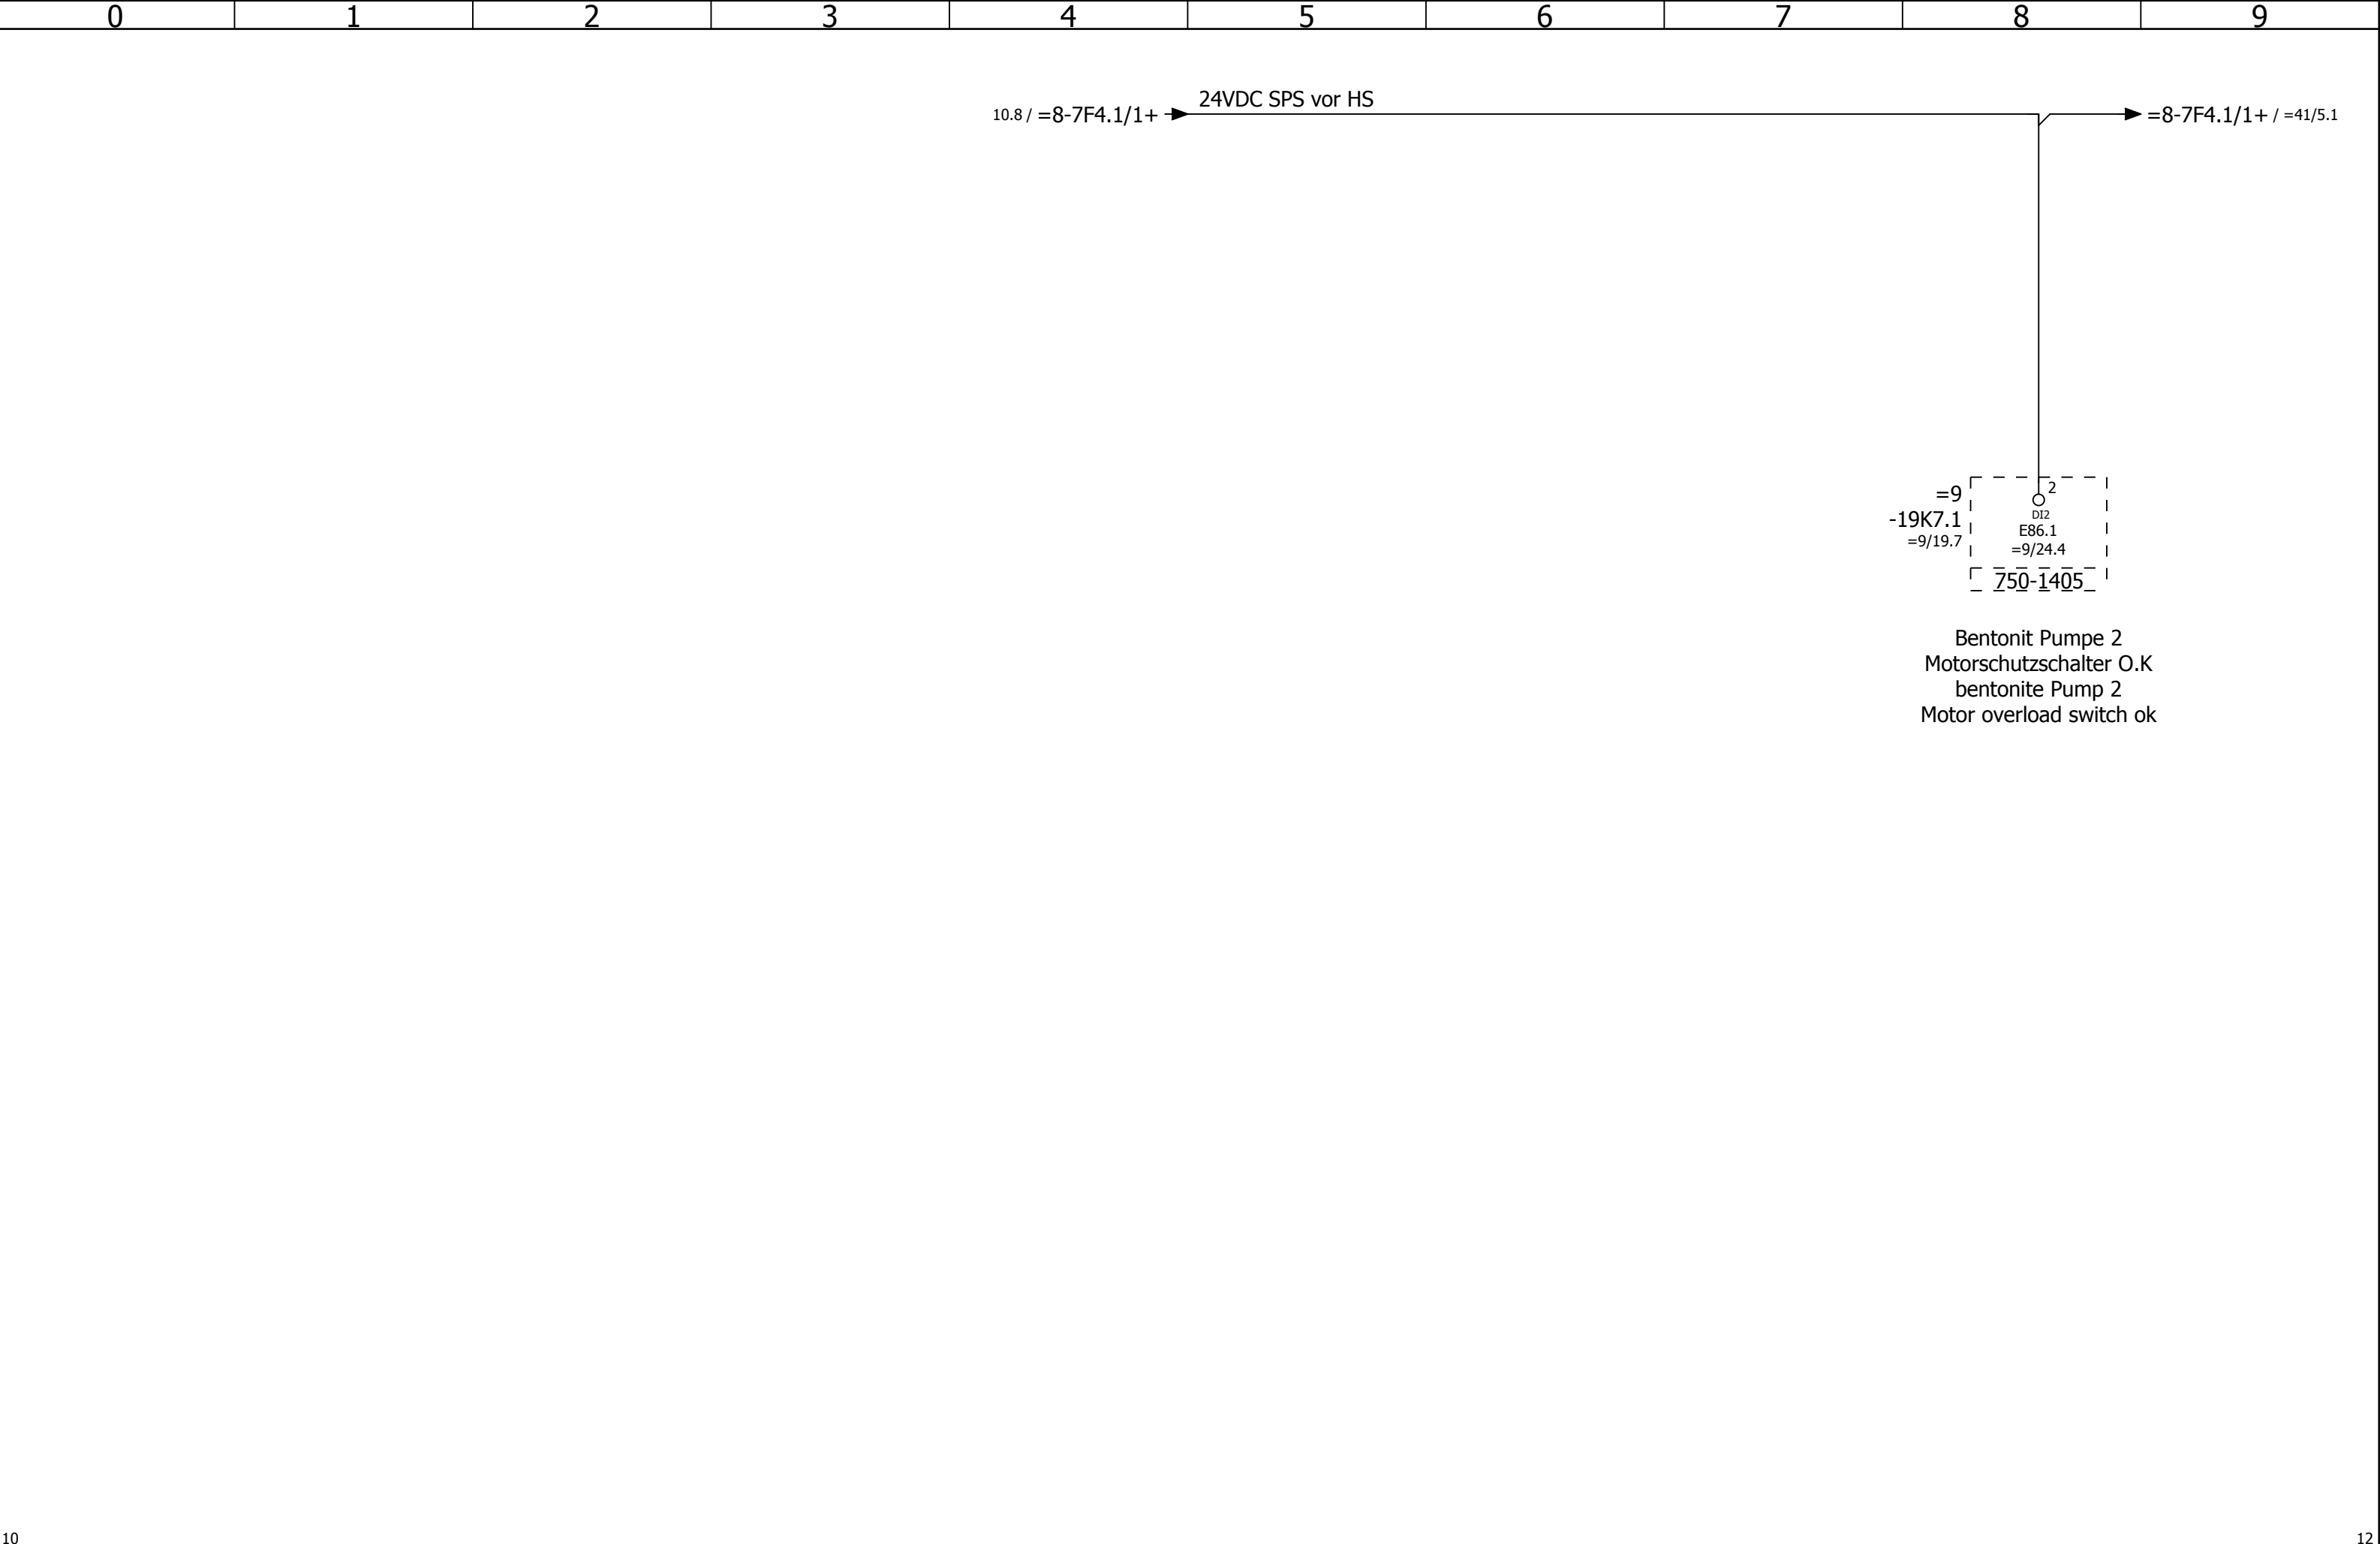 0 1 2 3 4 5 6 7 8 9
24VDC SPS vor HS
10.8 / =8-7F4.1/1+
=8-7F4.1/1+ / =41/5.1
=9
-19K7.1
=9/19.7
2
DI2
E86.1
=9/24.4
750-1405
Bentonit Pumpe 2
Motorschutzschalter O.K
bentonite Pump 2
Motor overload switch ok
10
12